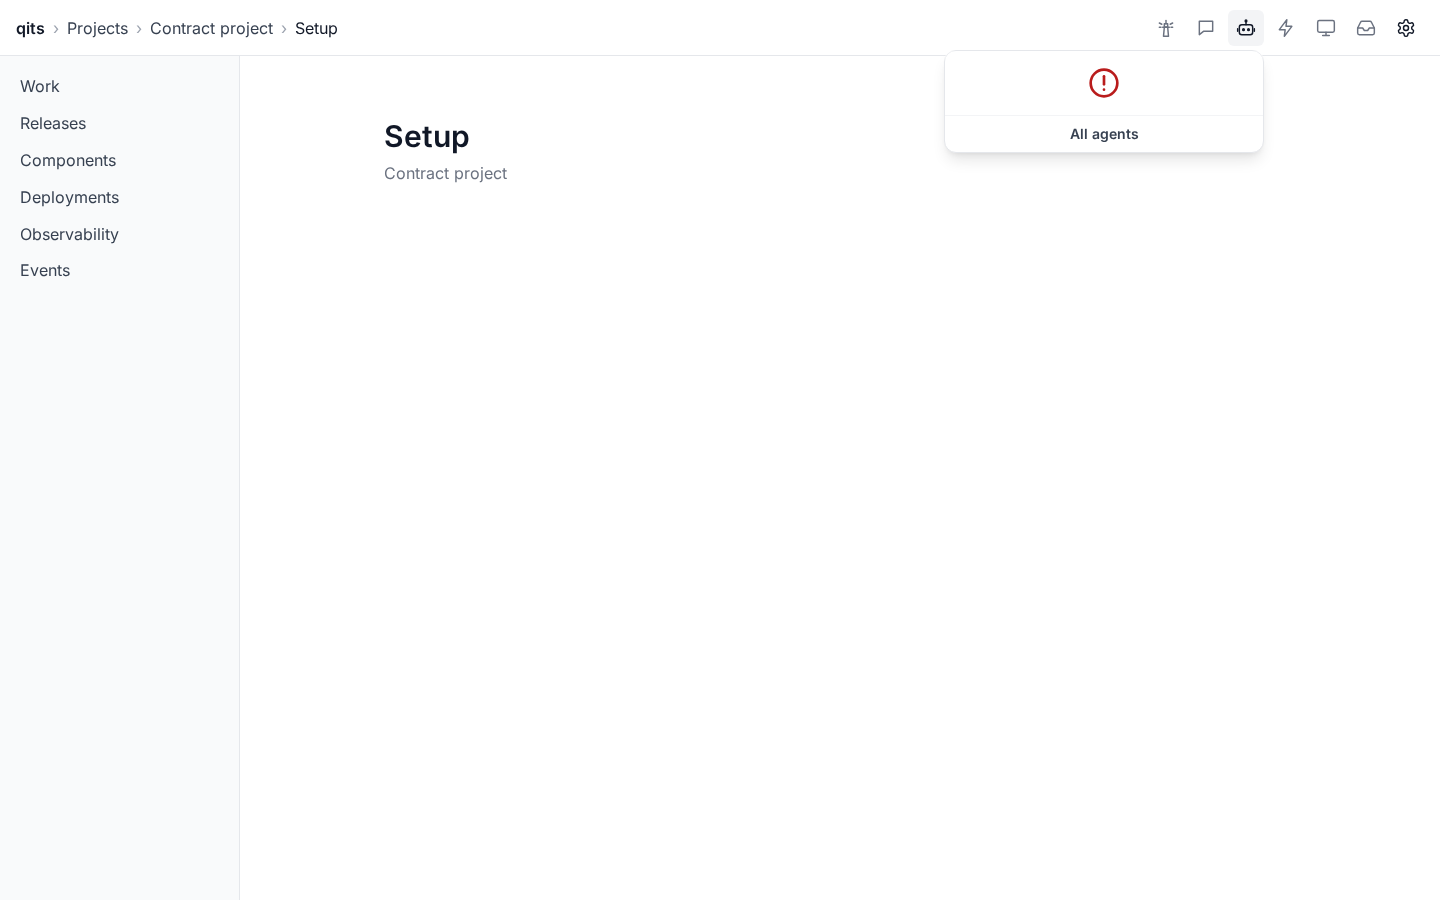 qits › Projects › Contract project › Setup
Work
Releases
Components
Deployments
Observability
Events
Setup
Contract project
All agents